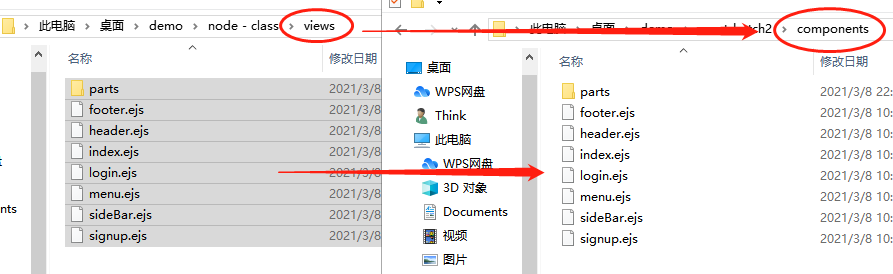 此电脑 › 桌面 › demo › node - class › views
名称 修改日期
parts 2021/3/8
footer.ejs 2021/3/8
header.ejs 2021/3/8
index.ejs 2021/3/8
login.ejs 2021/3/8
menu.ejs 2021/3/8
sideBar.ejs 2021/3/8
signup.ejs 2021/3/8
nts
此电脑 › 桌面 › components
桌面
WPS网盘
Think
此电脑
WPS网盘
3D 对象
Documents
视频
图片
名称 修改日期
parts 2021/3/8 22:
footer.ejs 2021/3/8 10:
header.ejs 2021/3/8 10:
index.ejs 2021/3/8 10:
login.ejs 2021/3/8 10:
menu.ejs 2021/3/8 10:
sideBar.ejs 2021/3/8 10:
signup.ejs 2021/3/8 10: